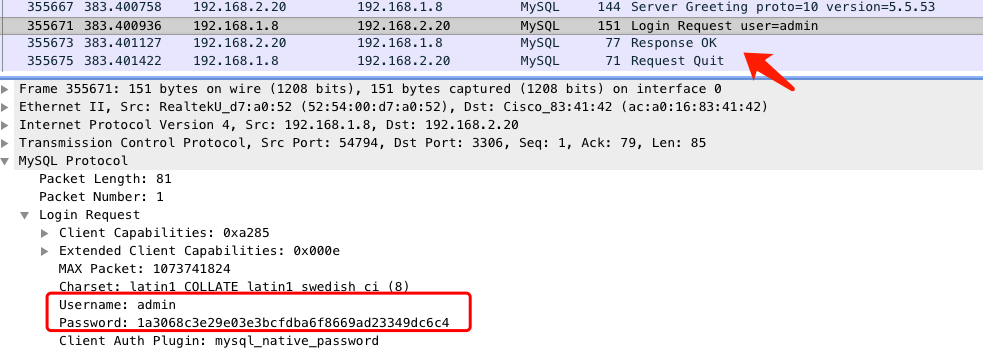 355667 383.400758 192.168.2.20 192.168.1.8 MySQL 144 Server Greeting proto=10 version=5.5.53
355671 383.400936 192.168.1.8 192.168.2.20 MySQL 151 Login Request user=admin
355673 383.401127 192.168.2.20 192.168.1.8 MySQL 77 Response OK
355675 383.401422 192.168.1.8 192.168.2.20 MySQL 71 Request Quit
Frame 355671: 151 bytes on wire (1208 bits), 151 bytes captured (1208 bits) on interface 0
Ethernet II, Src: RealtekU_d7:a0:52 (52:54:00:d7:a0:52), Dst: Cisco_83:41:42 (ac:a0:16:83:41:42)
Internet Protocol Version 4, Src: 192.168.1.8, Dst: 192.168.2.20
Transmission Control Protocol, Src Port: 54794, Dst Port: 3306, Seq: 1, Ack: 79, Len: 85
MySQL Protocol
Packet Length: 81
Packet Number: 1
Login Request
Client Capabilities: 0xa285
Extended Client Capabilities: 0x000e
MAX Packet: 1073741824
Charset: latin1 COLLATE latin1_swedish_ci (8)
Username: admin
Password: 1a3068c3e29e03e3bcfdba6f8669ad23349dc6c4
Client Auth Plugin: mysql_native_password